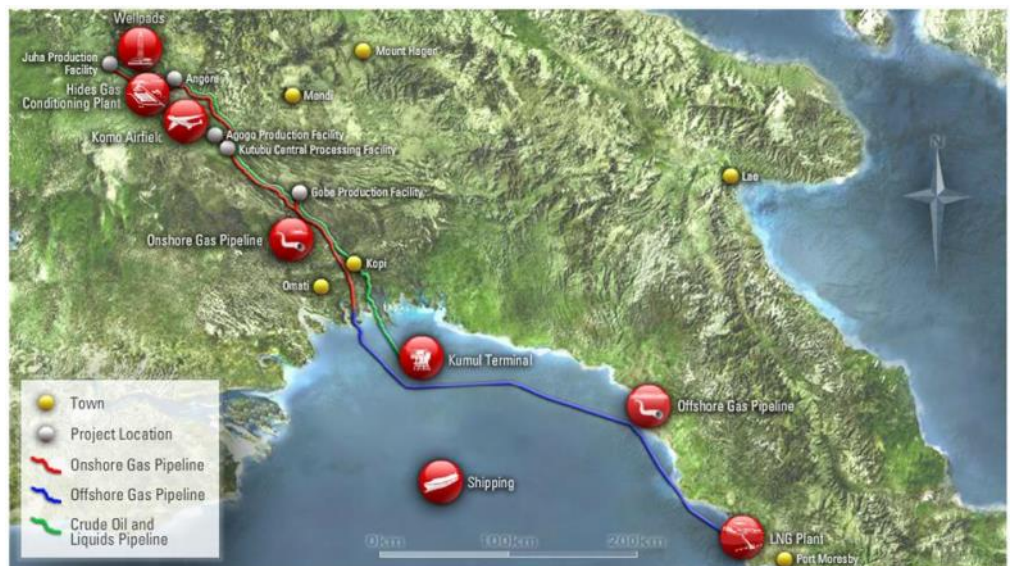 Wellpads
Juha Production
Facility
Hides Gas
Conditioning Plant
Angore
Komo Airfield
Mount Hagen
Mendi
Agogo Production Facility
Kutubu Central Processing Facility
Gobe Production Facility
Lae
N
Onshore Gas Pipeline
Kopi
Omati
Kumul Terminal
Offshore Gas Pipeline
Shipping
LNG Plant
Port Moresby
Town
Project Location
Onshore Gas Pipeline
Offshore Gas Pipeline
Crude Oil and
Liquids Pipeline
0km 100km 200km